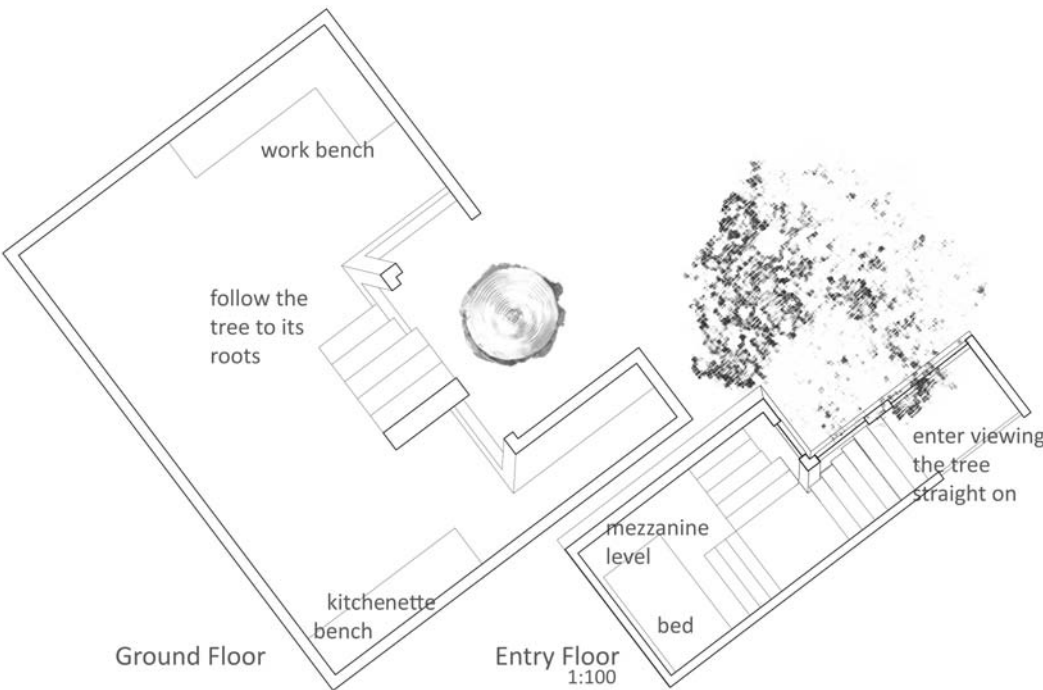 work bench
follow the
tree to its
roots
kitchenette
bench
Ground Floor
enter viewing
the tree
straight on
mezzanine
level
bed
Entry Floor
1:100